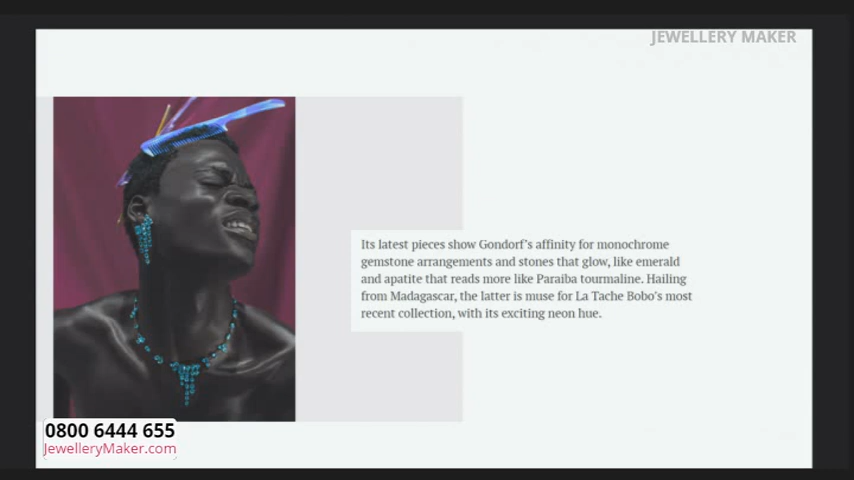 JEWELLERY MAKER
Its latest pieces show Gondorf's affinity for monochrome
gemstone arrangements and stones that glow, like emerald
and apatite that reads more like Paraiba tourmaline. Hailing
from Madagascar, the latter is muse for La Tache Bobo's most
recent collection, with its exciting neon hue.
0800 6444 655
JewelleryMaker.com